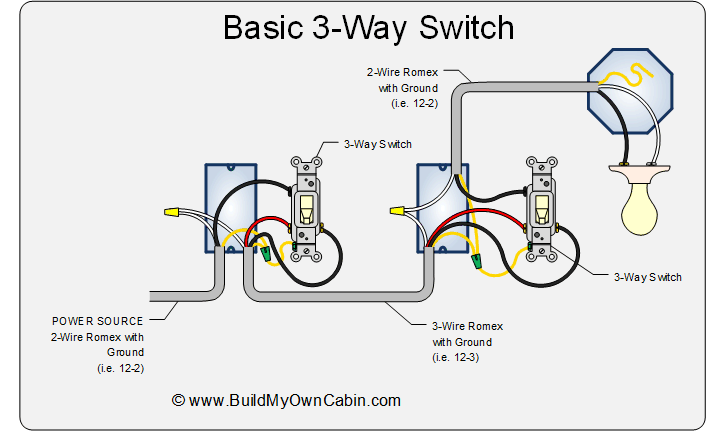 Basic 3-Way Switch
2-Wire Romex
with Ground
(i.e. 12-2)
3-Way Switch
3-Way Switch
POWER SOURCE
2-Wire Romex with
Ground
(i.e. 12-2)
3-Wire Romex
with Ground
(i.e. 12-3)
© www.BuildMyOwnCabin.com